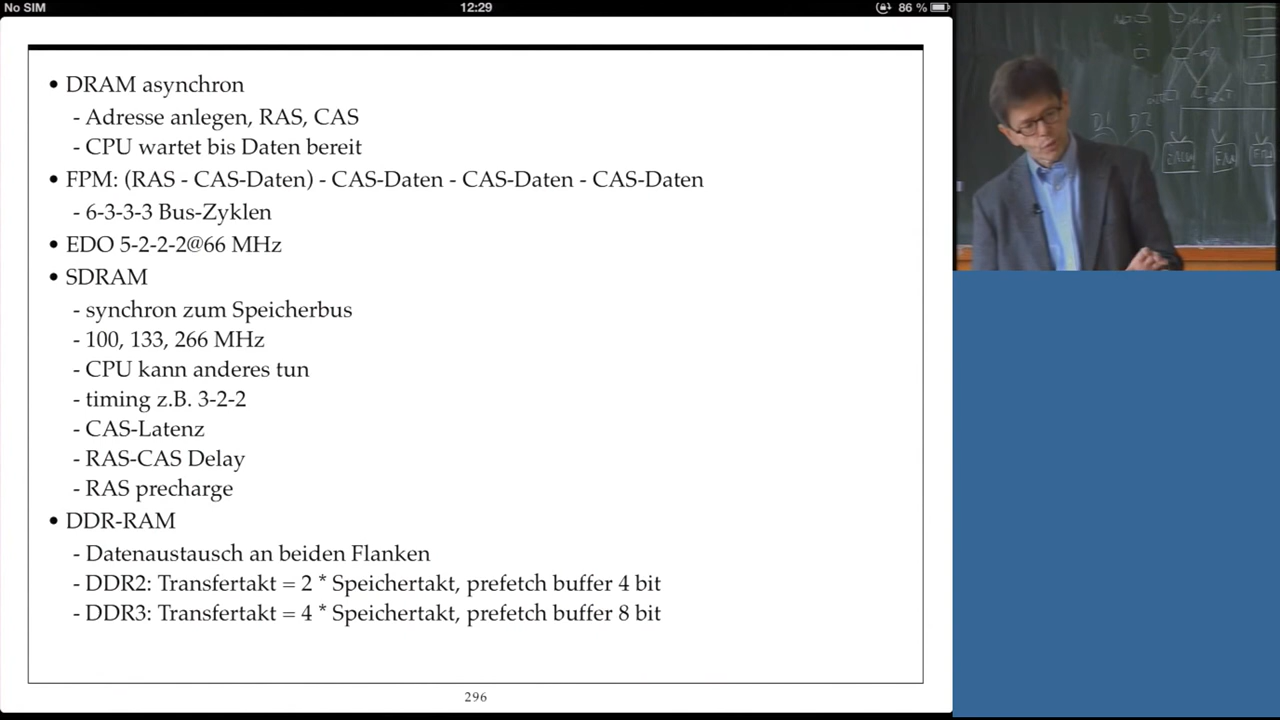 No SIM
12:29
86 %
• DRAM asynchron
- Adresse anlegen, RAS, CAS
- CPU wartet bis Daten bereit
• FPM: (RAS - CAS-Daten) - CAS-Daten - CAS-Daten - CAS-Daten
- 6-3-3-3 Bus-Zyklen
• EDO 5-2-2-2@66 MHz
• SDRAM
- synchron zum Speicherbus
- 100, 133, 266 MHz
- CPU kann anderes tun
- timing z.B. 3-2-2
- CAS-Latenz
- RAS-CAS Delay
- RAS precharge
• DDR-RAM
- Datenaustausch an beiden Flanken
- DDR2: Transfertakt = 2 * Speichertakt, prefetch buffer 4 bit
- DDR3: Transfertakt = 4 * Speichertakt, prefetch buffer 8 bit
296